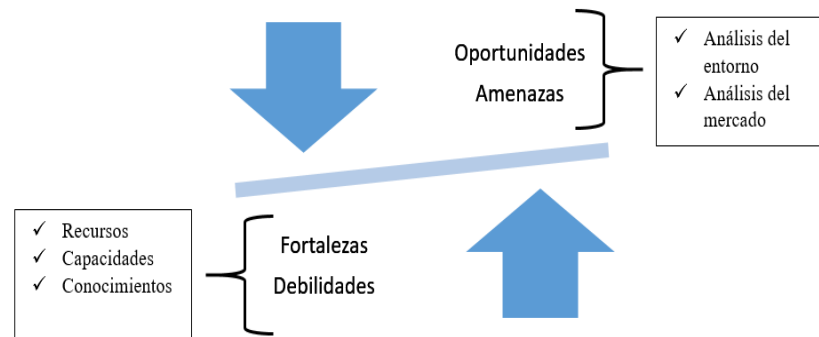 Oportunidades
Amenazas
✓ Análisis del
entorno
✓ Análisis del
mercado
✓ Recursos
✓ Capacidades
✓ Conocimientos
Fortalezas
Debilidades